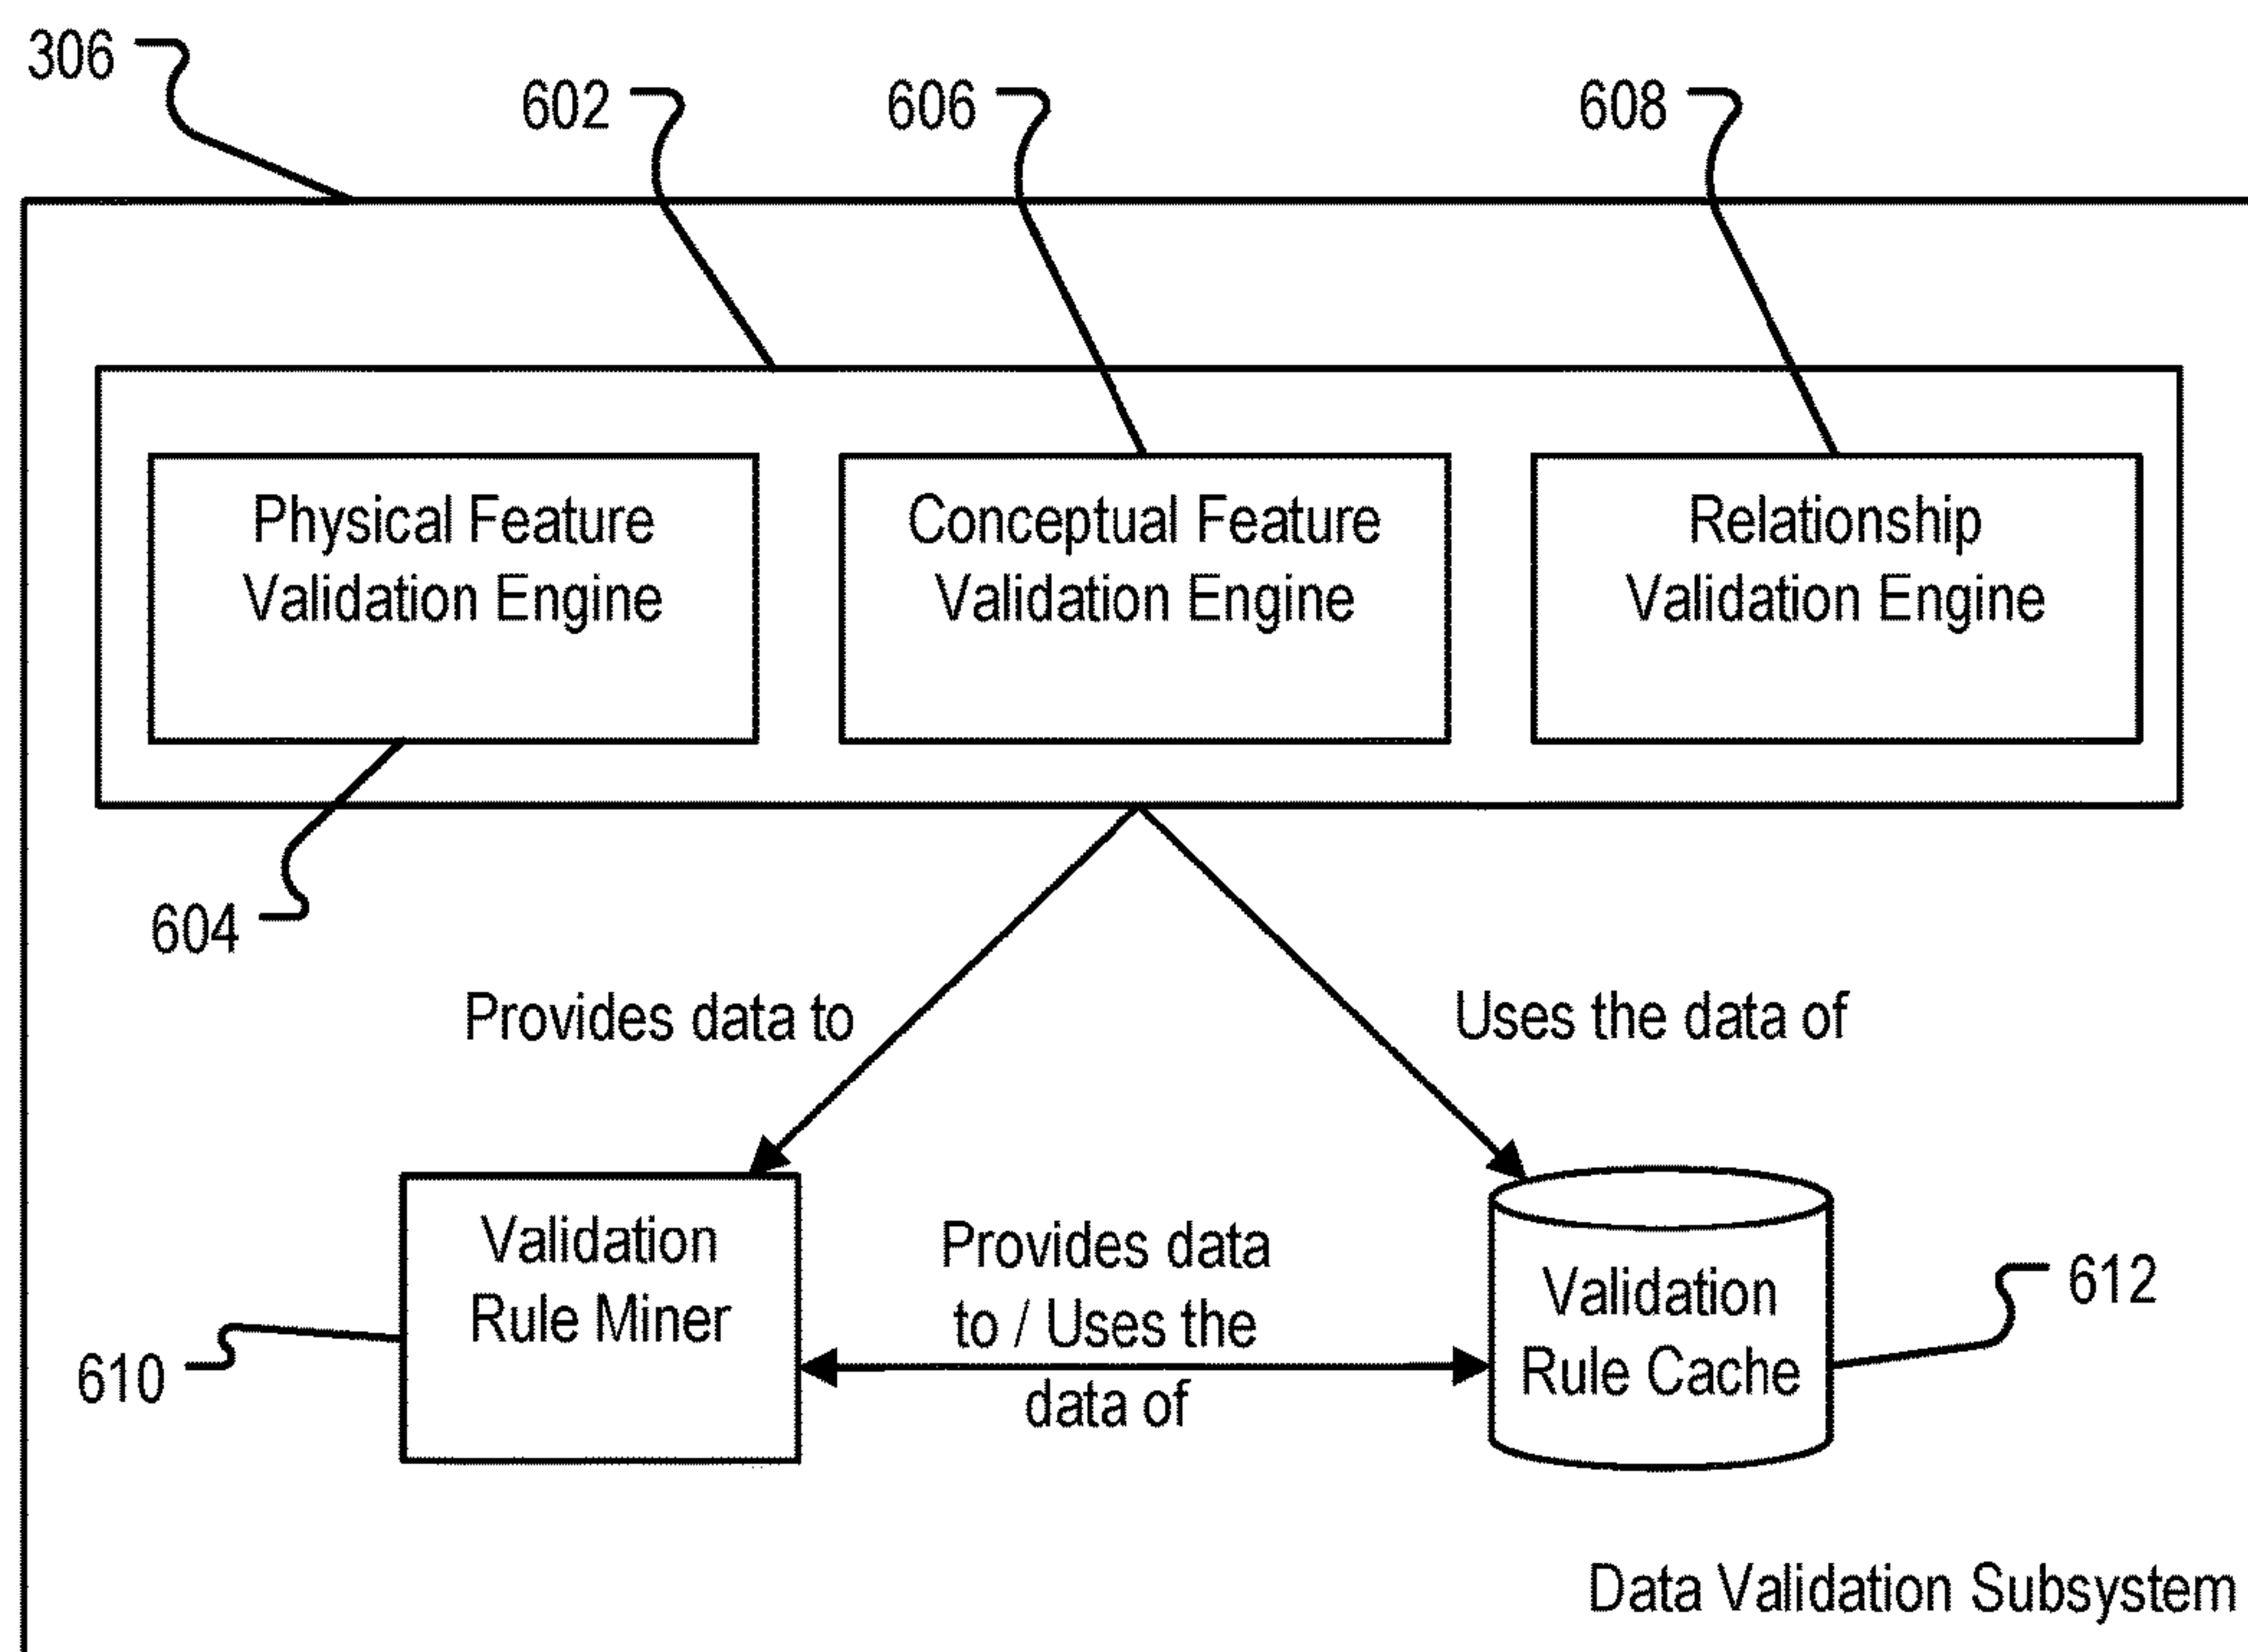 306
602
606
608
Physical Feature
Validation Engine
Conceptual Feature
Validation Engine
Relationship
Validation Engine
604
Provides data to
Uses the data of
Validation
Rule Miner
Provides data
to / Uses the
data of
Validation
Rule Cache
612
610
Data Validation Subsystem